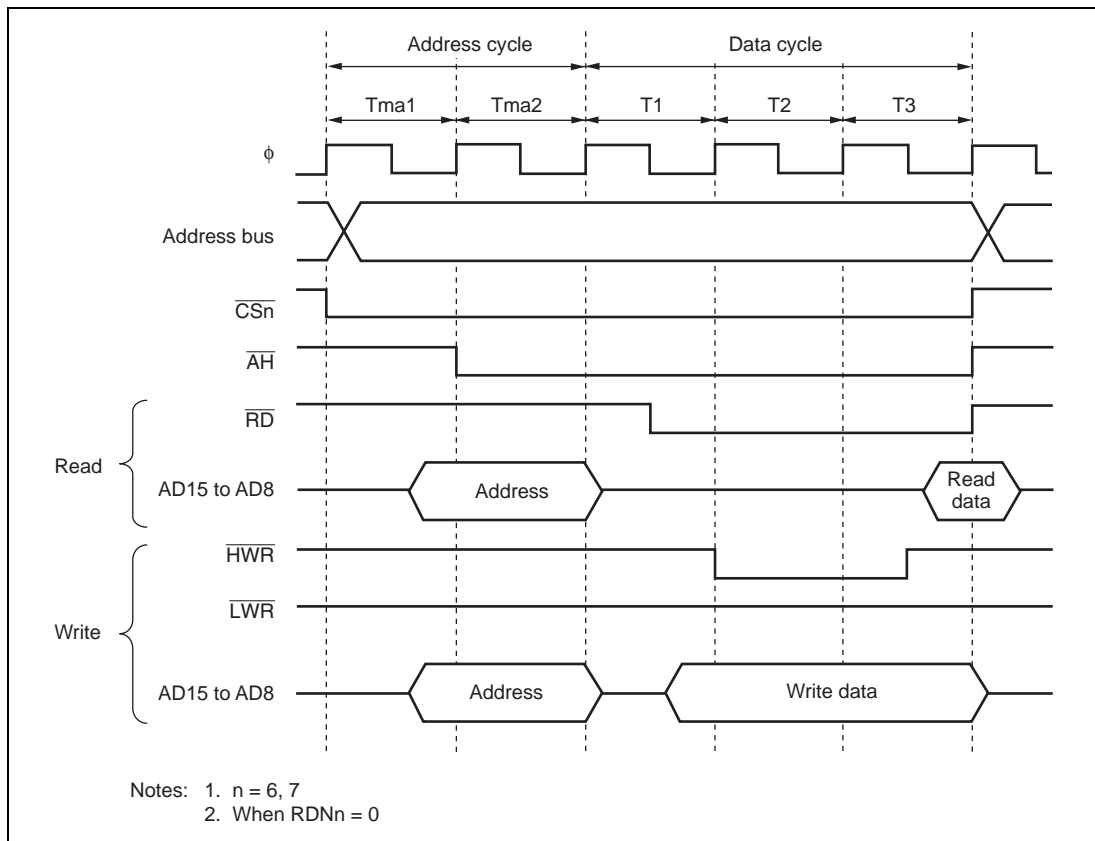 Address cycle Data cycle
Tma1 Tma2 T1 T2 T3
ϕ
Address bus
CSn
AH
RD
Read
AD15 to AD8 Address Read data
HWR
LWR
Write
AD15 to AD8 Address Write data
Notes: 1. n = 6, 7
2. When RDNn = 0